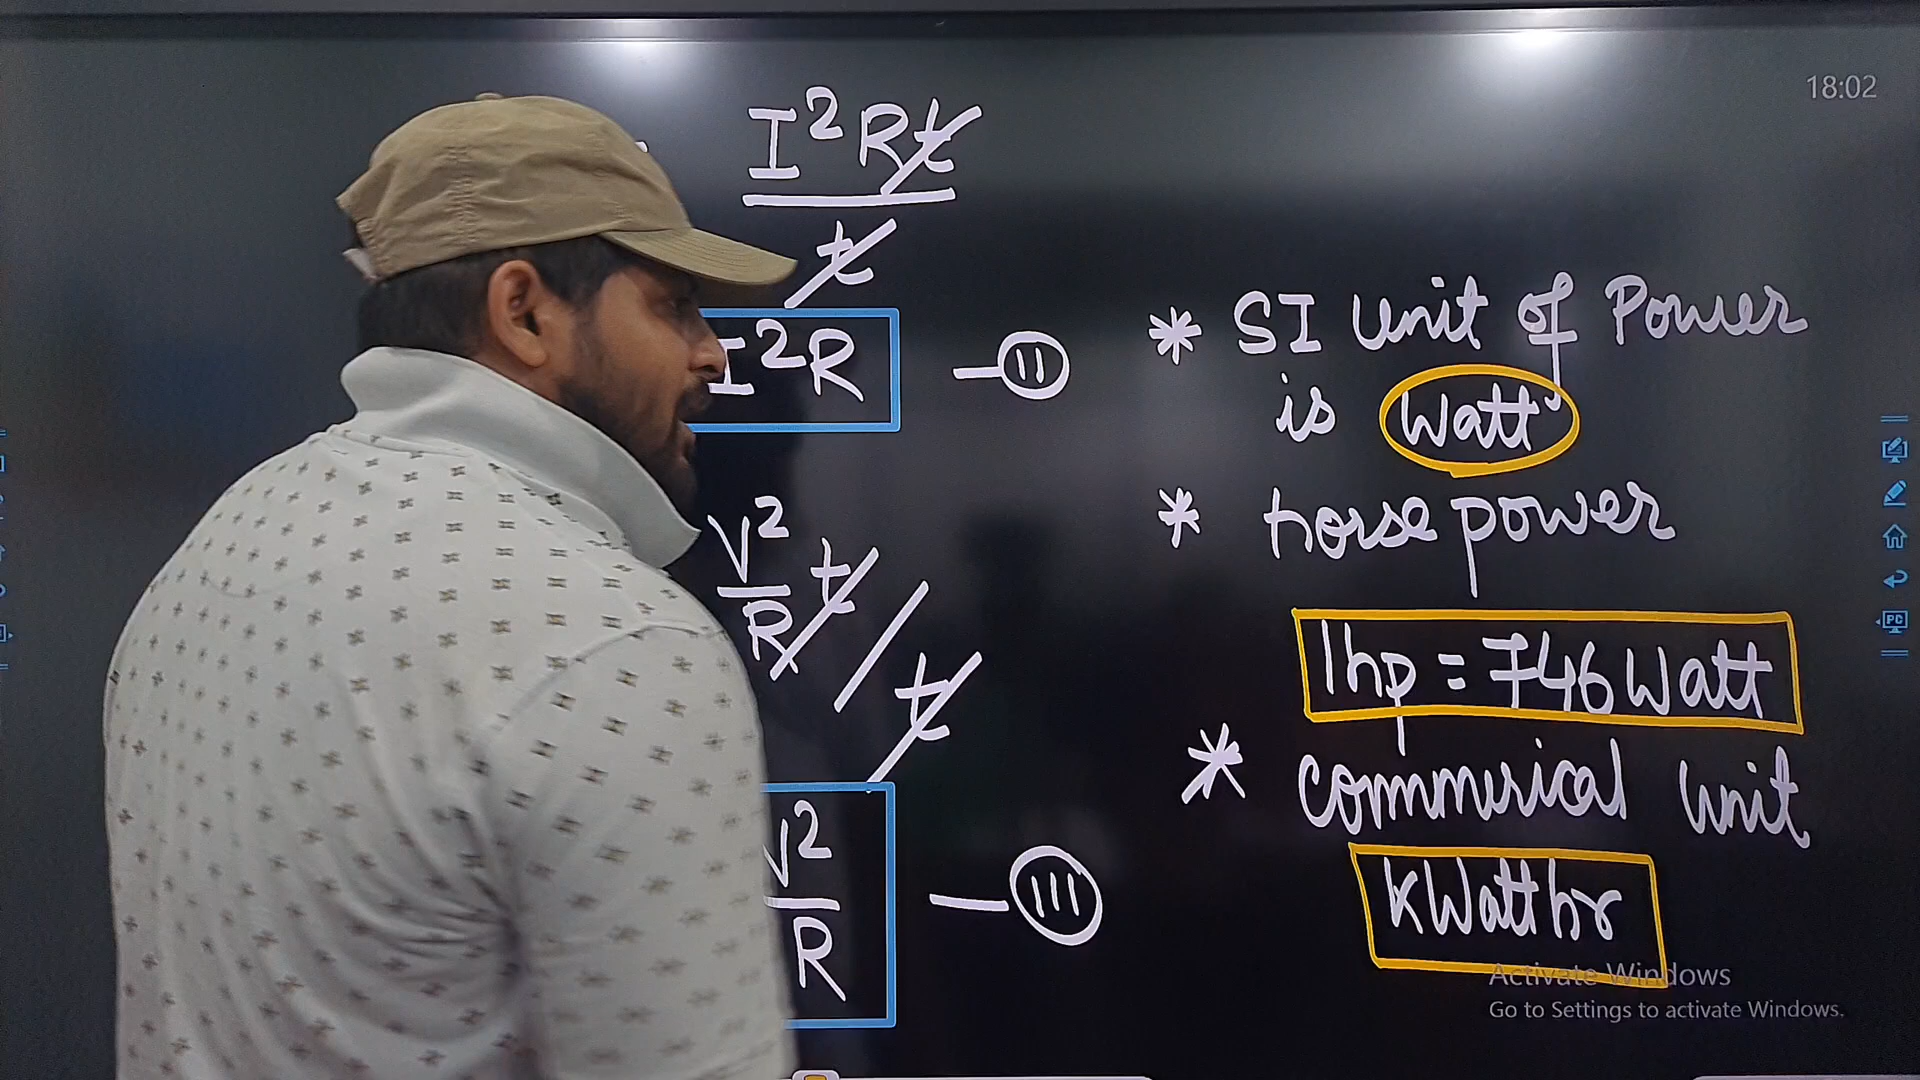 18:02
I²Rt
t
I²R —(II)
V²
R t / t
V²
R —(III)
* SI Unit of Power
is Watt
* horse power
1hp = 746 Watt
* commerical unit
kWatt hr
Activate Windows
Go to Settings to activate Windows.
PC